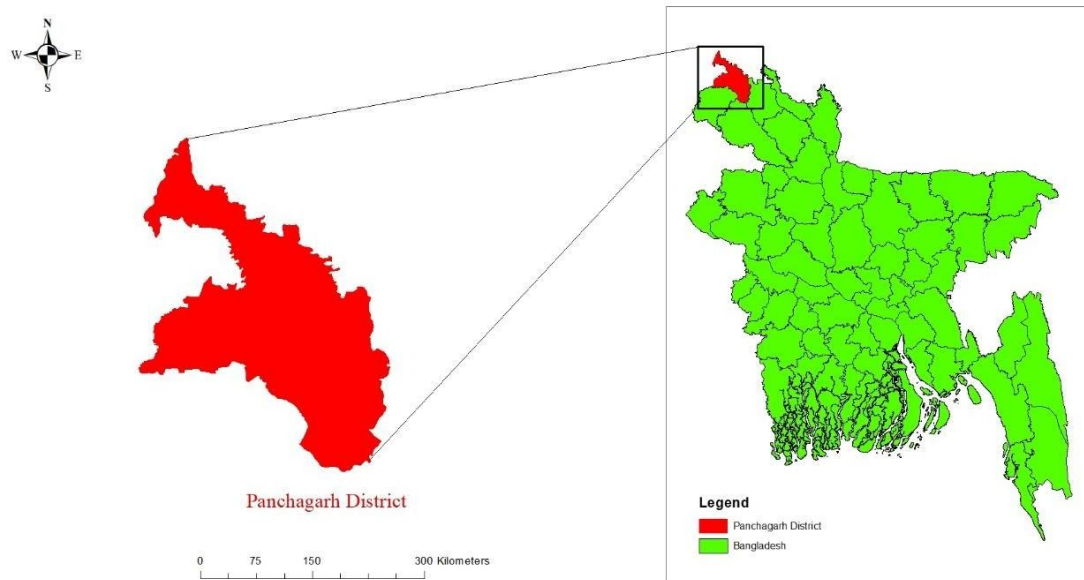 N
W E
S
Panchagarh District
0 75 150 300 Kilometers
Legend
Panchagarh District
Bangladesh